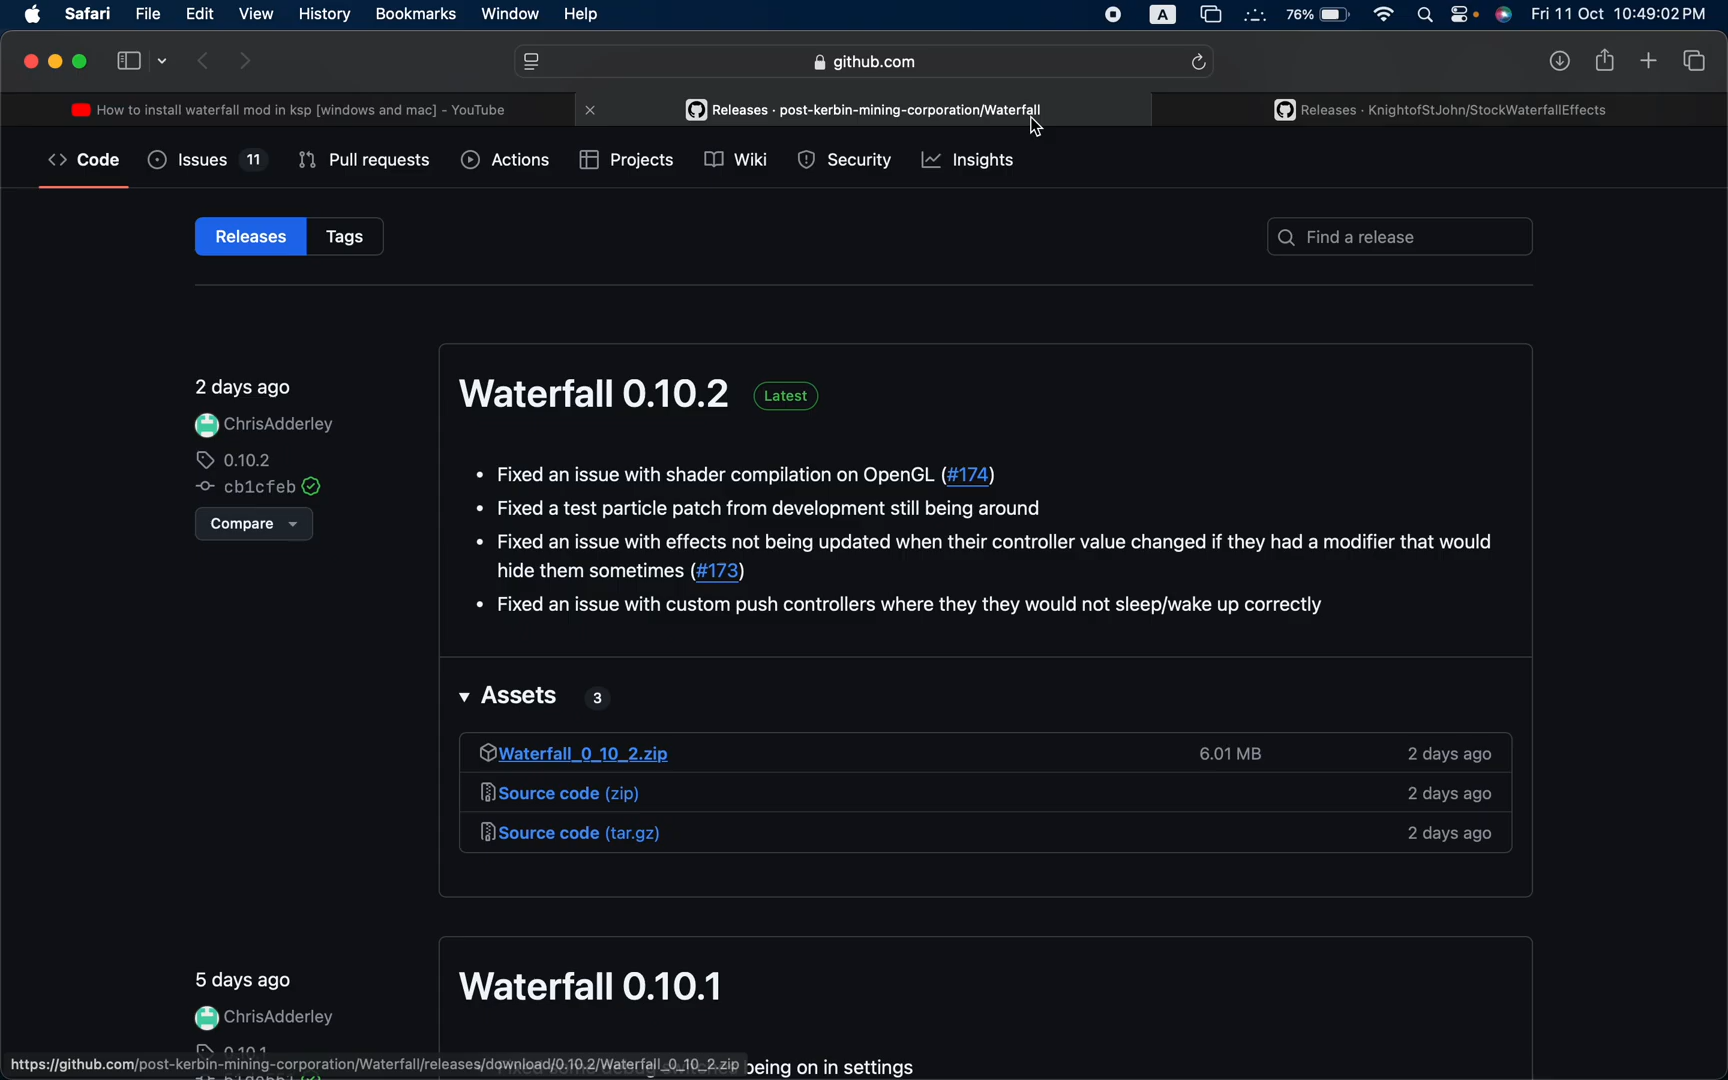 Safari File Edit View History Bookmarks Window Help A 76% Fri 11 Oct 10:49:02 PM
github.com
How to install waterfall mod in ksp [windows and mac] - YouTube
Releases · post-kerbin-mining-corporation/Waterfall
Releases · KnightofStJohn/StockWaterfallEffects
Code Issues 11 Pull requests Actions Projects Wiki Security Insights
Releases Tags Find a release
2 days ago
ChrisAdderley
0.10.2
cb1cfeb
Compare
Waterfall 0.10.2 Latest
• Fixed an issue with shader compilation on OpenGL (#174)
• Fixed a test particle patch from development still being around
• Fixed an issue with effects not being updated when their controller value changed if they had a modifier that would
hide them sometimes (#173)
• Fixed an issue with custom push controllers where they they would not sleep/wake up correctly
Assets 3
Waterfall_0_10_2.zip 6.01 MB 2 days ago
Source code (zip) 2 days ago
Source code (tar.gz) 2 days ago
5 days ago
ChrisAdderley
0.10.1
Waterfall 0.10.1
being on in settings
https://github.com/post-kerbin-mining-corporation/Waterfall/releases/download/0.10.2/Waterfall_0_10_2.zip